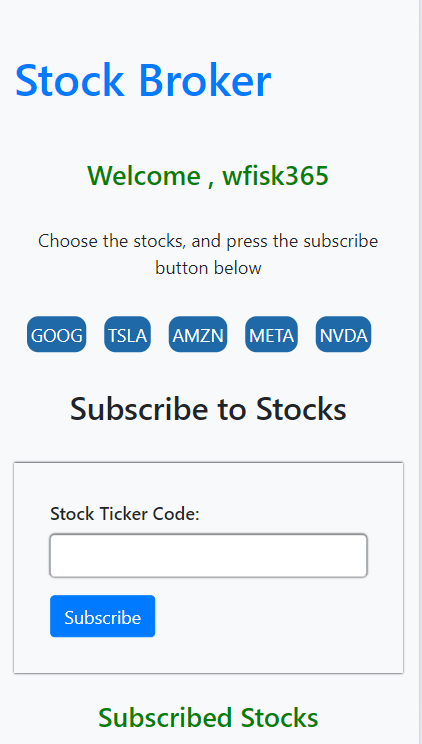 Stock Broker
Welcome , wfisk365
Choose the stocks, and press the subscribe
button below
GOOG TSLA AMZN META NVDA
Subscribe to Stocks
Stock Ticker Code:
Subscribe
Subscribed Stocks